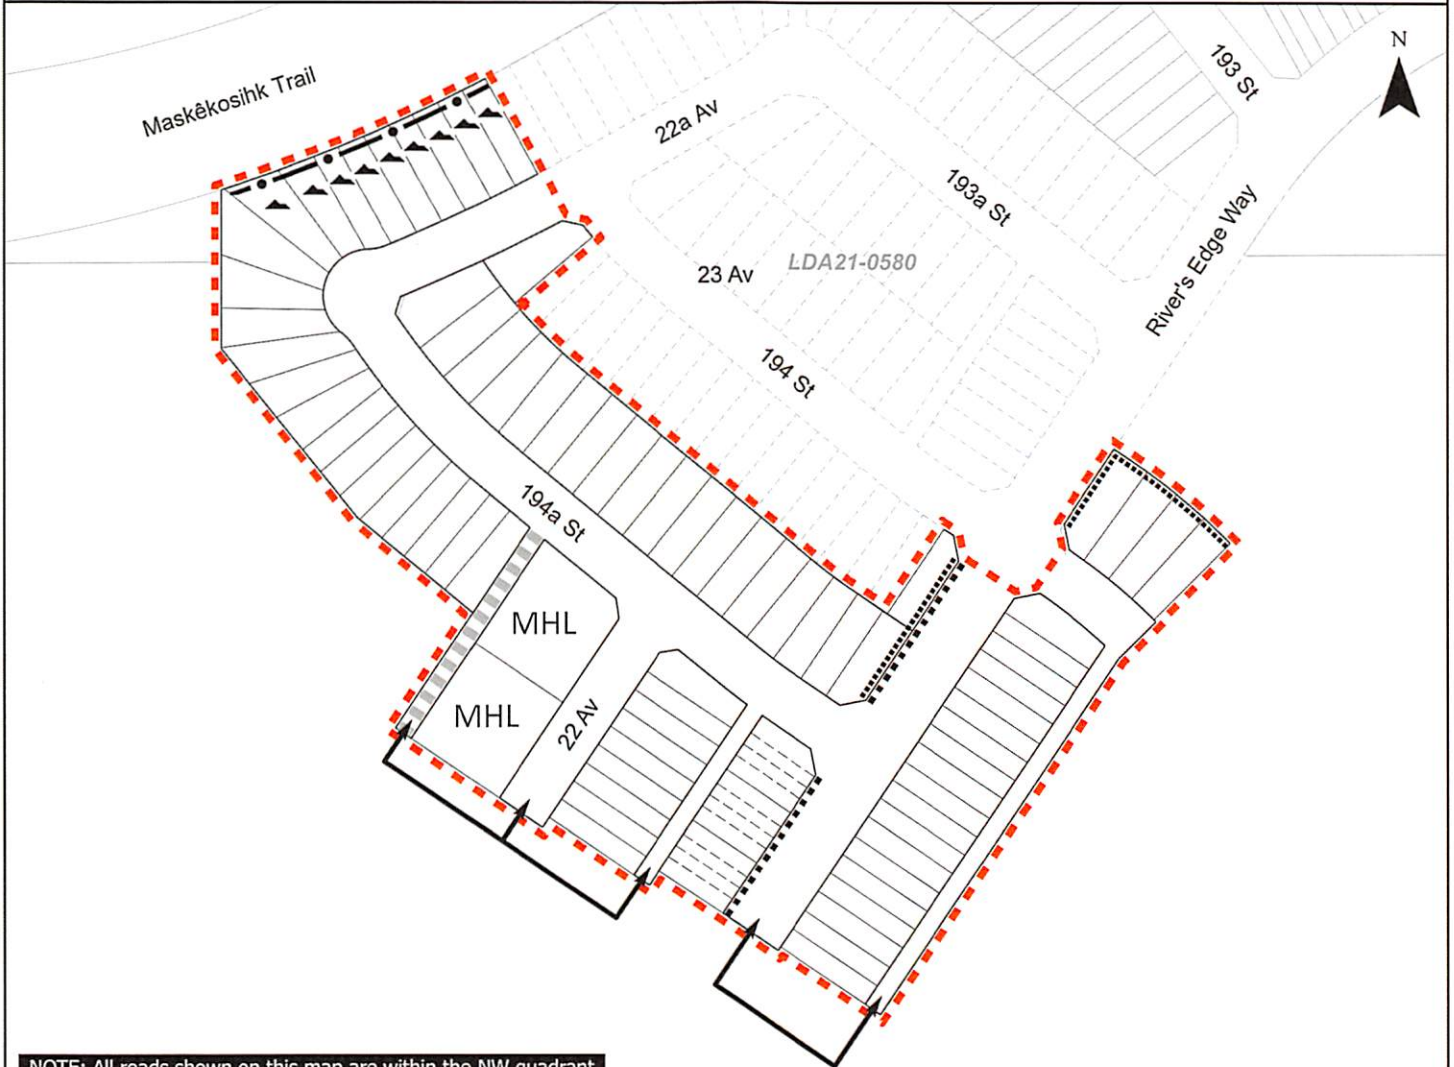 N
193 St
Maskêkosihk Trail
22a Av
193a St
River's Edge Way
LDA21-0580
23 Av
194 St
194a St
MHL
MHL
22 Av
NOTE: All roads shown on this map are within the NW quadrant